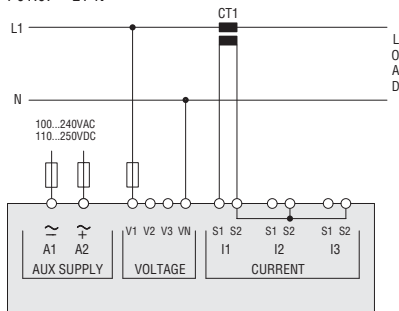 CT1
L1
N
L
O
A
D
100...240VAC
110...250VDC
V1 V2 V3 VN
S1 S2 S1 S2 S1 S2
A1 A2
I1 I2 I3
AUX SUPPLY VOLTAGE CURRENT